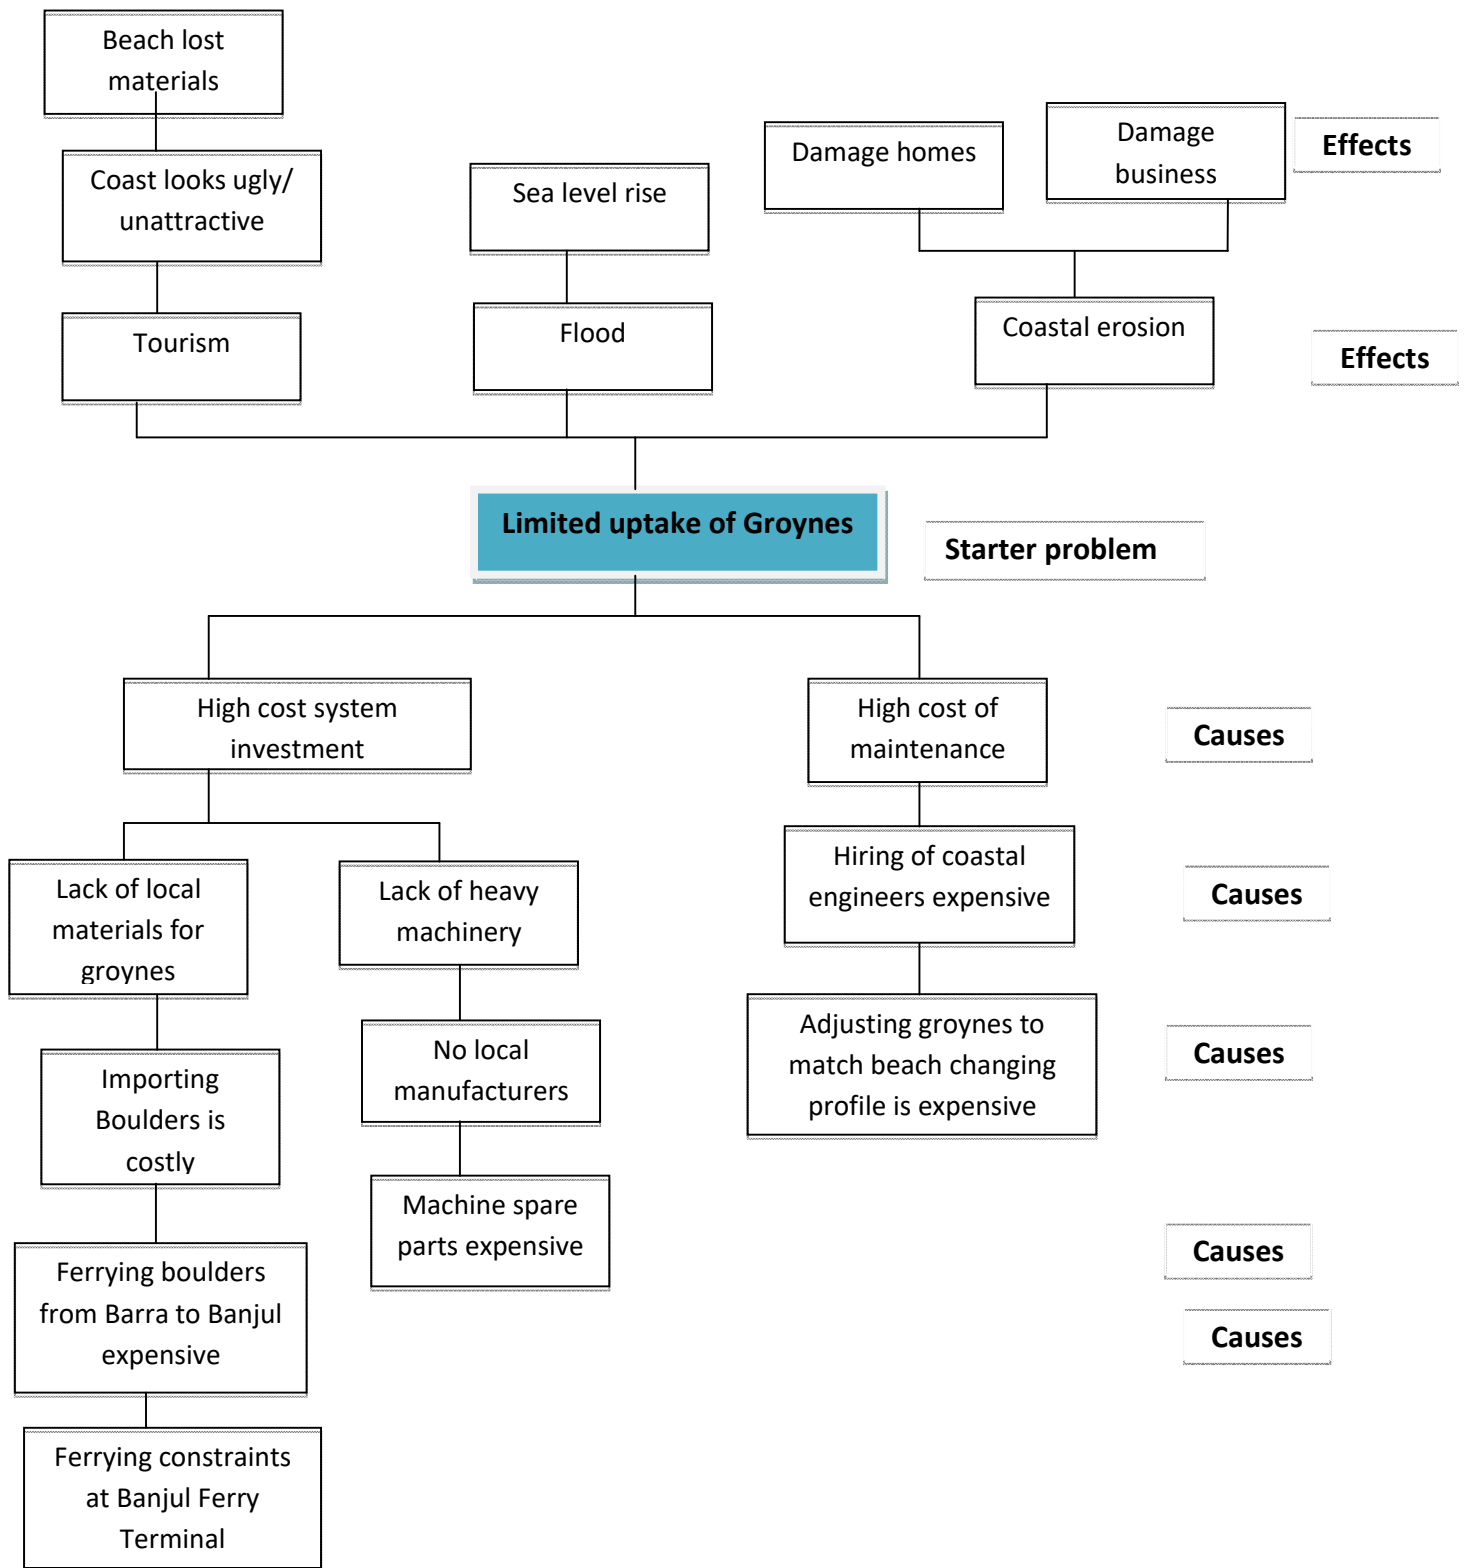 Beach lost
materials
Damage homes
Damage
business
Effects
Coast looks ugly/
unattractive
Sea level rise
Tourism
Flood
Coastal erosion
Effects
Limited uptake of Groynes
Starter problem
High cost system
investment
High cost of
maintenance
Causes
Lack of local
materials for
groynes
Lack of heavy
machinery
Hiring of coastal
engineers expensive
Causes
Importing
Boulders is
costly
No local
manufacturers
Adjusting groynes to
match beach changing
profile is expensive
Causes
Machine spare
parts expensive
Causes
Ferrying boulders
from Barra to Banjul
expensive
Causes
Ferrying constraints
at Banjul Ferry
Terminal